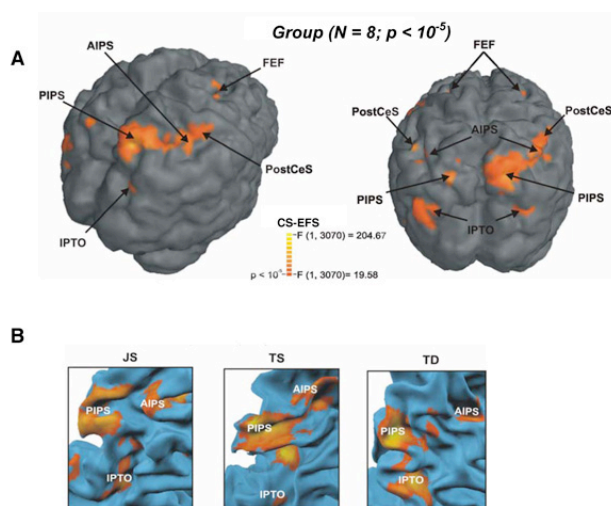 Group (N = 8; p < 10-5)
A
AIPS
FEF
PIPS
PostCeS
IPTO
FEF
PostCeS
PostCeS
AIPS
PIPS
PIPS
IPTO
CS-EFS
F (1, 3070) = 204.67
p < 10-5
F (1, 3070)= 19.58
B
JS
TS
TD
PIPS
AIPS
IPTO
AIPS
PIPS
IPTO
AIPS
PIPS
IPTO